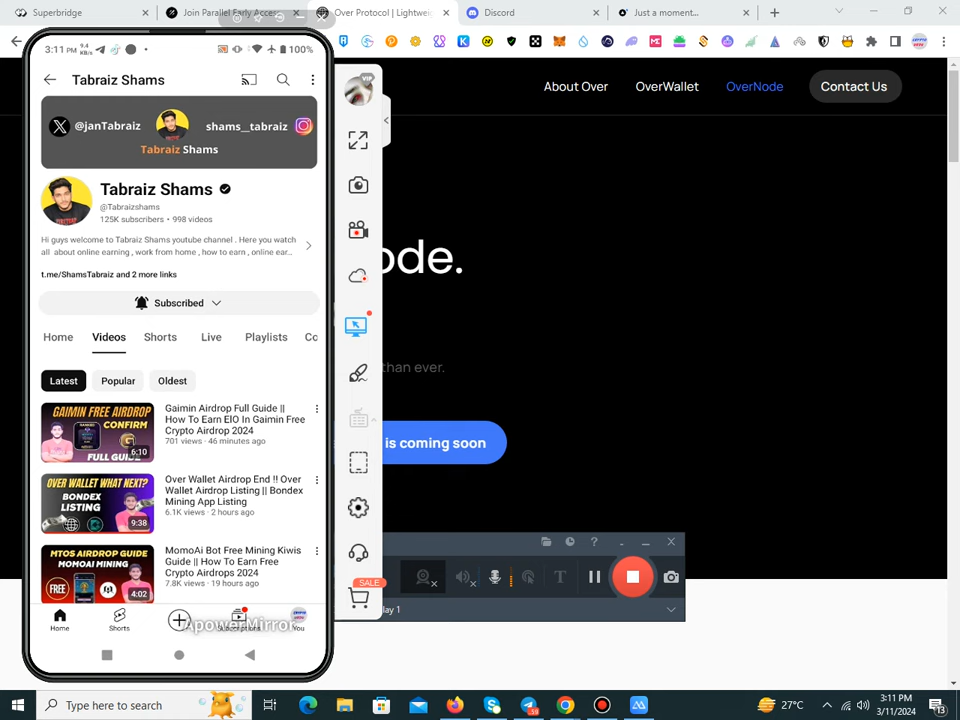 Superbridge
Join Parallel Early Acces
Over Protocol | Lightweig
Discord
Just a moment...
3:11 PM
9.4
KB/s
100%
Tabraiz Shams
@janTabraiz
shams__tabraiz
Tabraiz Shams
Tabraiz Shams
@Tabraizshams
125K subscribers • 998 videos
Hi guys welcome to Tabraiz Shams youtube channel . Here you watch
all about online earning , work from home , how to earn , online ear...
t.me/ShamsTabraiz and 2 more links
Subscribed
Home
Videos
Shorts
Live
Playlists
Co
Latest
Popular
Oldest
GAIMIN FREE AIRDROP
CONFIRM
FULL GUIDE
6:10
Gaimin Airdrop Full Guide ||
How To Earn EIO In Gaimin Free
Crypto Airdrop 2024
701 views · 46 minutes ago
OVER WALLET WHAT NEXT?
BONDEX
LISTING
9:38
Over Wallet Airdrop End !! Over
Wallet Airdrop Listing || Bondex
Mining App Listing
6.1K views · 2 hours ago
MTOS AIRDROP GUIDE
MOMOAI MINING
FREE
4:02
MomoAi Bot Free Mining Kiwis
Guide || How To Earn Free
Crypto Airdrops 2024
7.8K views · 19 hours ago
Home
Shorts
Subscriptions
You
ApowerMirror
VIP
SALE
About Over
OverWallet
OverNode
Contact Us
ode.
than ever.
is coming soon
lay 1
Type here to search
27°C
3:11 PM
3/11/2024